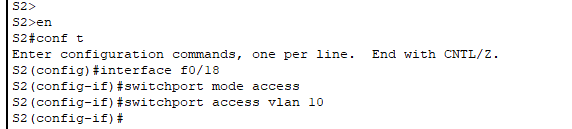 S2>
S2>en
S2#conf t
Enter configuration commands, one per line.  End with CNTL/Z.
S2(config)#interface f0/18
S2(config-if)#switchport mode access
S2(config-if)#switchport access vlan 10
S2(config-if)#